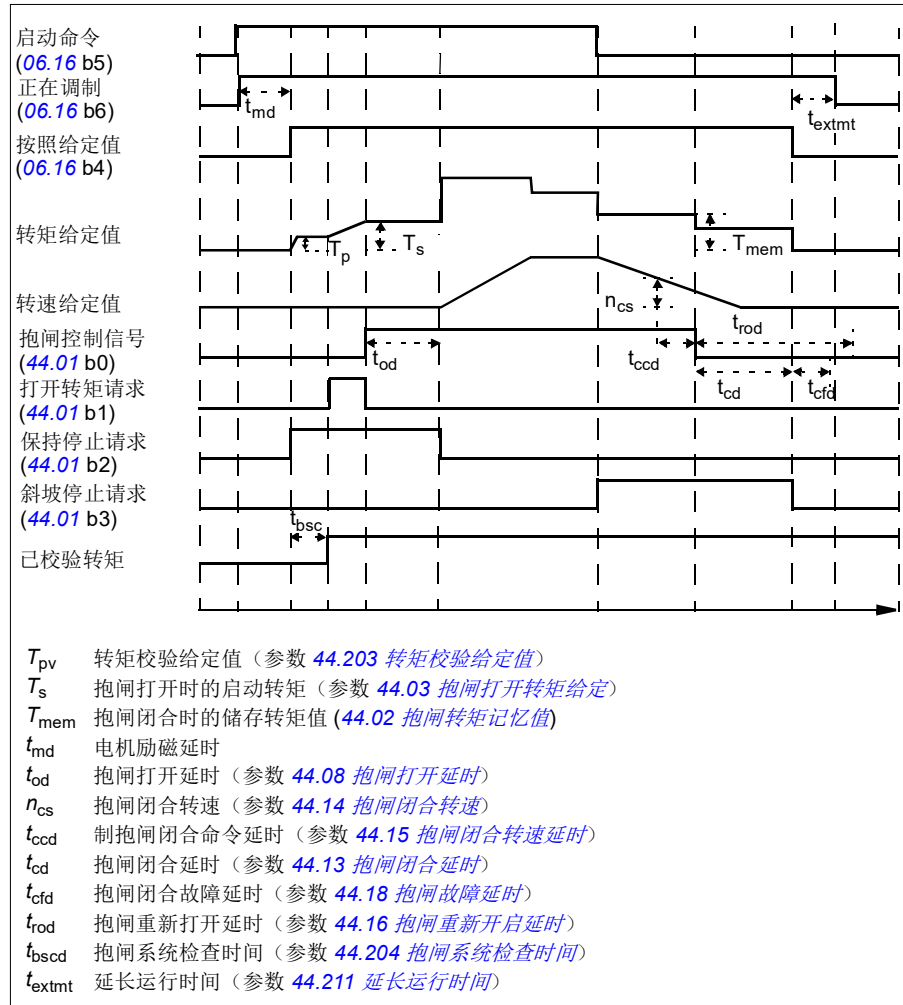 启动命令
(06.16 b5)
正在调制
(06.16 b6)
tmd
textmt
按照给定值
(06.16 b4)
转矩给定值
Tp
Ts
Tmem
转速给定值
ncs
trod
抱闸控制信号
(44.01 b0)
tod
tccd
tcd
tcfd
打开转矩请求
(44.01 b1)
保持停止请求
(44.01 b2)
斜坡停止请求
(44.01 b3)
tbsc
已校验转矩
Tpv 转矩校验给定值（参数 44.203 转矩校验给定值）
Ts 抱闸打开时的启动转矩（参数 44.03 抱闸打开转矩给定）
Tmem 抱闸闭合时的储存转矩值 (44.02 抱闸转矩记忆值)
tmd 电机励磁延时
tod 抱闸打开延时（参数 44.08 抱闸打开延时）
ncs 抱闸闭合转速（参数 44.14 抱闸闭合转速）
tccd 制抱闸闭合命令延时（参数 44.15 抱闸闭合转速延时）
tcd 抱闸闭合延时（参数 44.13 抱闸闭合延时）
tcfd 抱闸闭合故障延时（参数 44.18 抱闸故障延时）
trod 抱闸重新打开延时（参数 44.16 抱闸重新开启延时）
tbscd 抱闸系统检查时间（参数 44.204 抱闸系统检查时间）
textmt 延长运行时间（参数 44.211 延长运行时间）